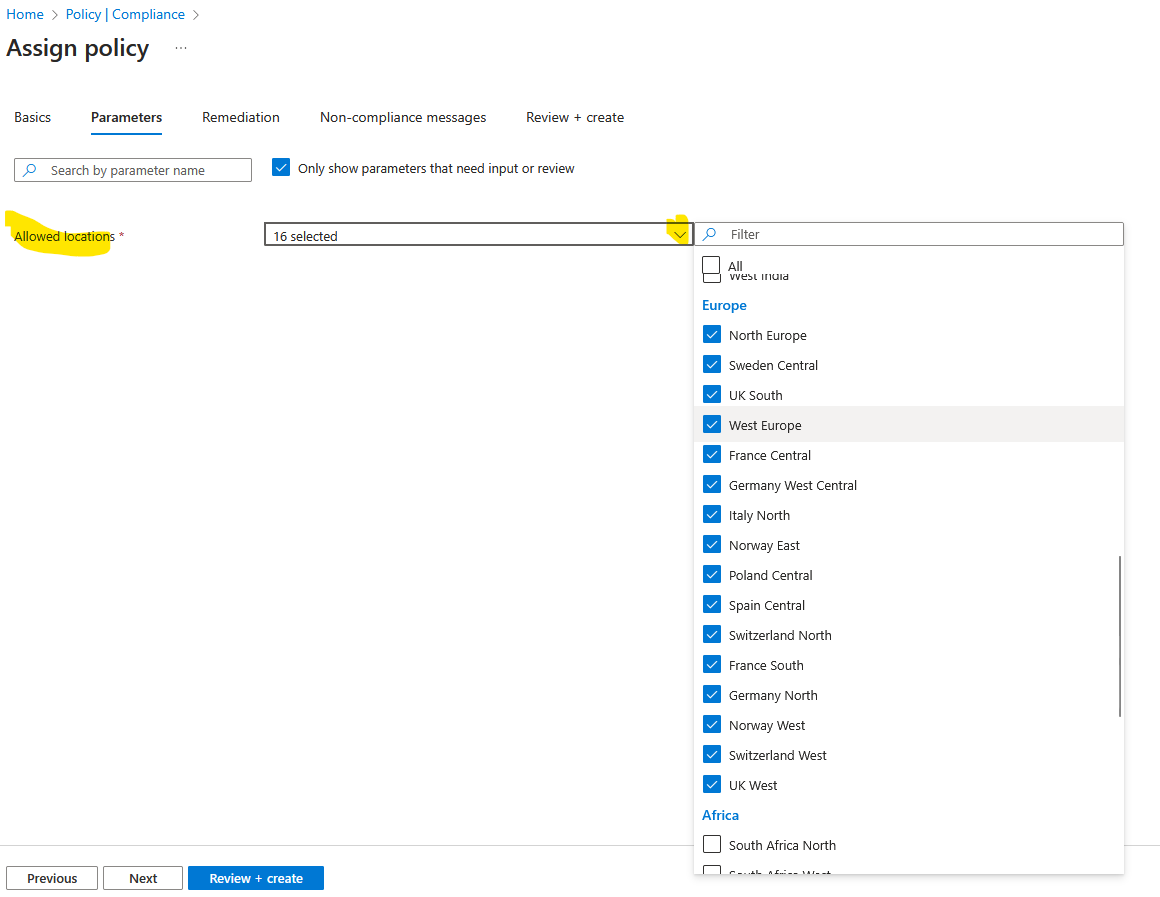 Home > Policy | Compliance >
Assign policy ...
Basics Parameters Remediation Non-compliance messages Review + create
Search by parameter name Only show parameters that need input or review
Allowed locations * 16 selected Filter
All
West India
Europe
North Europe
Sweden Central
UK South
West Europe
France Central
Germany West Central
Italy North
Norway East
Poland Central
Spain Central
Switzerland North
France South
Germany North
Norway West
Switzerland West
UK West
Africa
South Africa North
South Africa West
Previous Next Review + create